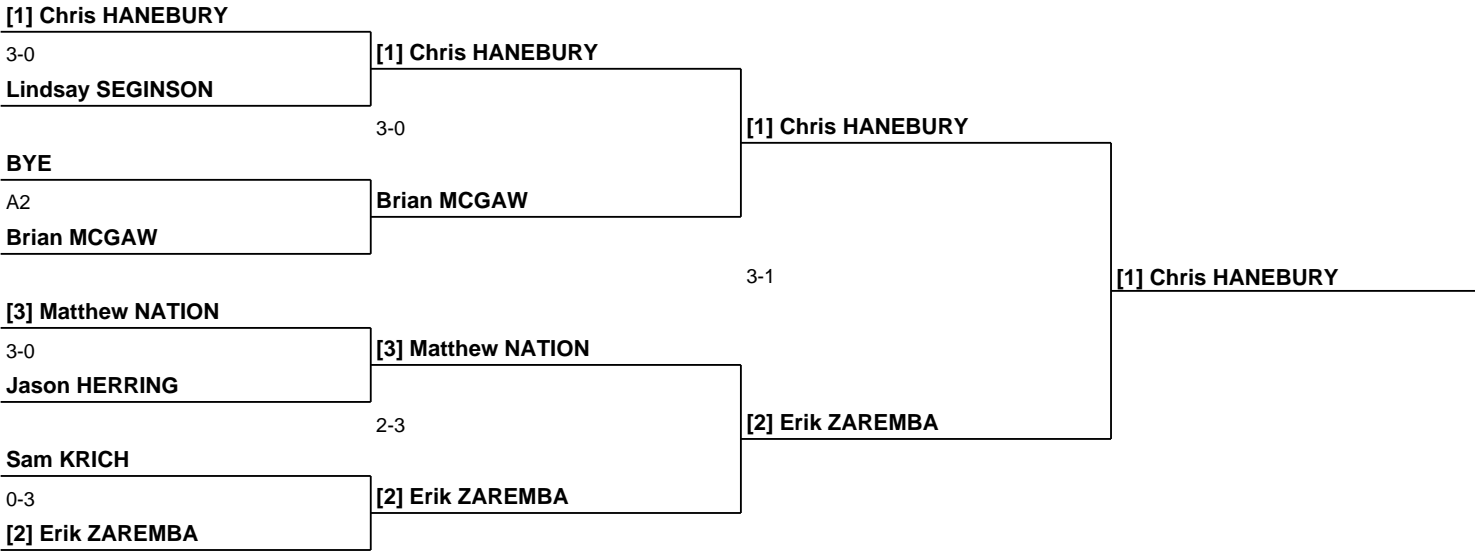 [1] Chris HANEBURY
3-0
[1] Chris HANEBURY
Lindsay SEGINSON
3-0
[1] Chris HANEBURY
BYE
A2
Brian MCGAW
Brian MCGAW
3-1
[1] Chris HANEBURY
[3] Matthew NATION
3-0
[3] Matthew NATION
Jason HERRING
2-3
[2] Erik ZAREMBA
Sam KRICH
0-3
[2] Erik ZAREMBA
[2] Erik ZAREMBA